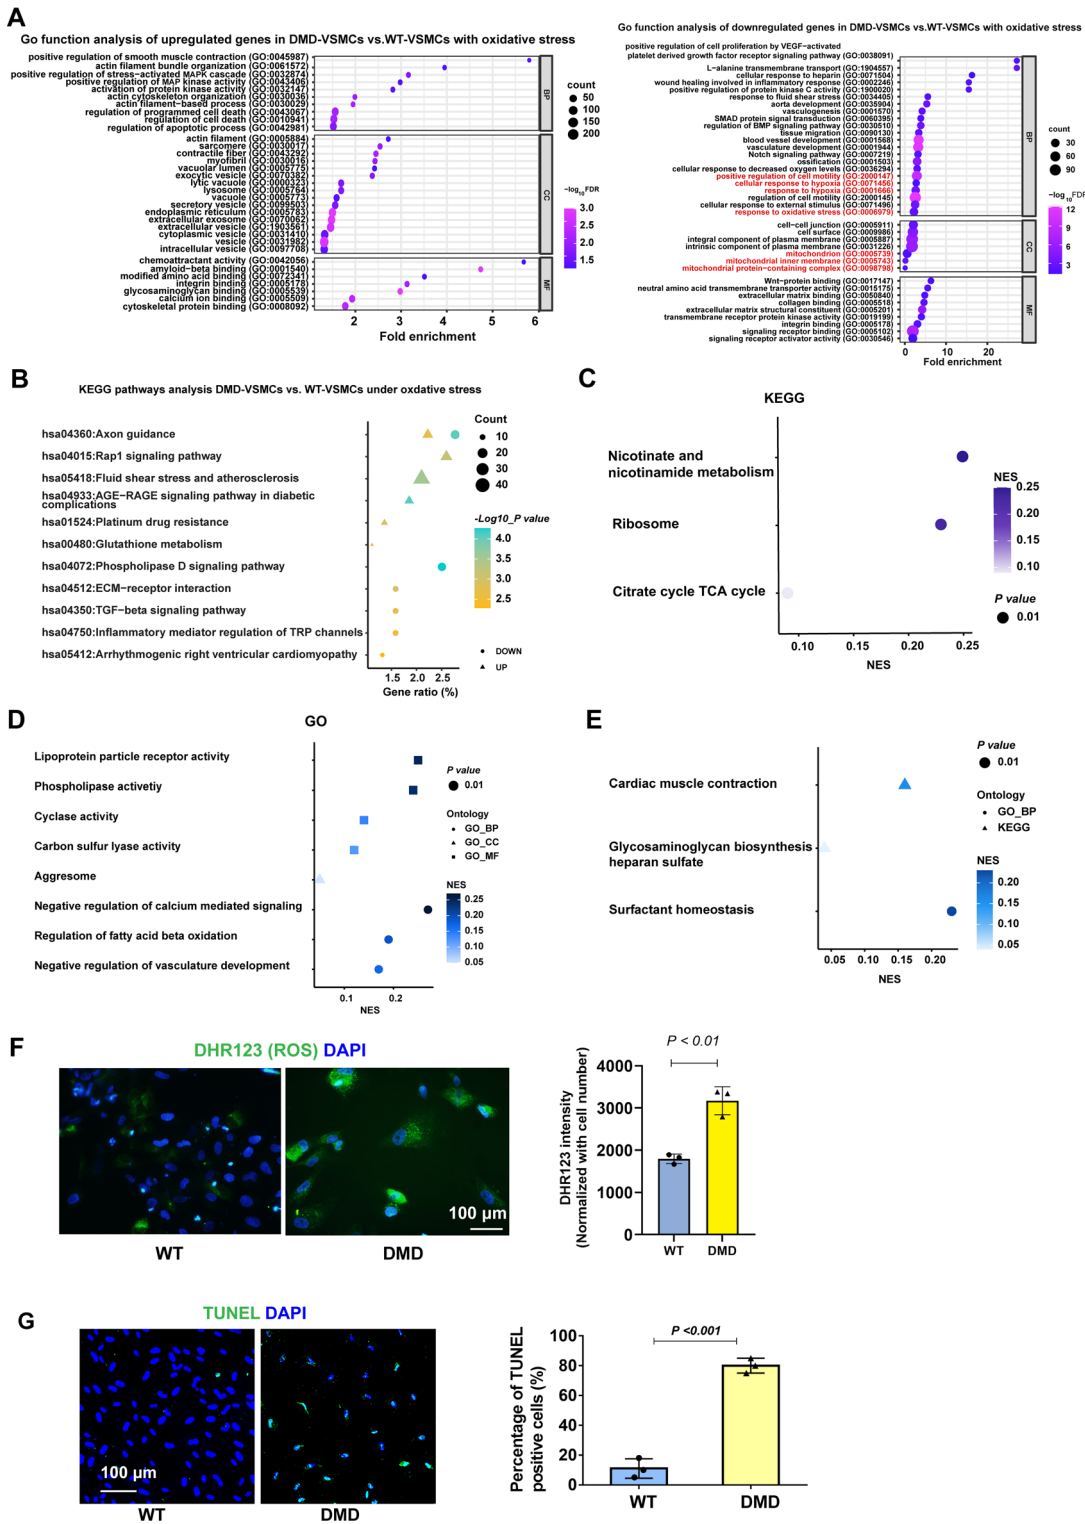 A
Go function analysis of upregulated genes in DMD-VSMCs vs.WT-VSMCs with oxidative stress
positive regulation of smooth muscle contraction (GO:0045987)
actin filament bundle organization (GO:0061572)
positive regulation of stress-activated MAPK cascade (GO:0032874)
positive regulation of MAP kinase activity (GO:0043406)
activation of protein kinase activity (GO:0032147)
actin cytoskeleton organization (GO:0030036)
actin filament-based process (GO:0030029)
regulation of programmed cell death (GO:0043067)
regulation of cell death (GO:0010941)
regulation of apoptotic process (GO:0042981)
BP
actin filament (GO:0005884)
sarcomere (GO:0030017)
contractile fiber (GO:0043292)
myofibril (GO:0030016)
vacuolar lumen (GO:0005775)
exocytic vesicle (GO:0070382)
lytic vacuole (GO:0000323)
lysosome (GO:0005764)
vacuole (GO:0005773)
secretory vesicle (GO:0099503)
endoplasmic reticulum (GO:0005783)
extracellular exosome (GO:0070062)
extracellular vesicle (GO:1903561)
cytoplasmic vesicle (GO:0031410)
vesicle (GO:0031982)
intracellular vesicle (GO:0097708)
CC
chemoattractant activity (GO:0042056)
amyloid-beta binding (GO:0001540)
modified amino acid binding (GO:0072341)
integrin binding (GO:0005178)
glycosaminoglycan binding (GO:0005539)
calcium ion binding (GO:0005509)
cytoskeletal protein binding (GO:0008092)
MF
2 3 4 5 6
Fold enrichment
count
50
100
150
200
-log10FDR
3.0
2.5
2.0
1.5
Go function analysis of downregulated genes in DMD-VSMCs vs.WT-VSMCs with oxidative stress
positive regulation of cell proliferation by VEGF-activated
platelet derived growth factor receptor signaling pathway (GO:0038091)
L-alanine transmembrane transport (GO:1904557)
cellular response to heparin (GO:0071504)
wound healing involved in inflammatory response (GO:0002246)
positive regulation of protein kinase C activity (GO:1900020)
response to fluid shear stress (GO:0034405)
aorta development (GO:0035904)
vasculogenesis (GO:0001570)
SMAD protein signal transduction (GO:0060395)
regulation of BMP signaling pathway (GO:0030510)
tissue migration (GO:0090130)
blood vessel development (GO:0001568)
vasculature development (GO:0001944)
Notch signaling pathway (GO:0007219)
ossification (GO:0001503)
cellular response to decreased oxygen levels (GO:0036294)
positive regulation of cell motility (GO:2000147)
cellular response to hypoxia (GO:0071456)
response to hypoxia (GO:0001666)
regulation of cell motility (GO:2000145)
cellular response to external stimulus (GO:0071496)
response to oxidative stress (GO:0006979)
BP
cell-cell junction (GO:0005911)
cell surface (GO:0009986)
integral component of plasma membrane (GO:0005887)
intrinsic component of plasma membrane (GO:0031226)
mitochondrion (GO:0005739)
mitochondrial inner membrane (GO:0005743)
mitochondrial protein-containing complex (GO:0098798)
CC
Wnt-protein binding (GO:0017147)
neutral amino acid transmembrane transporter activity (GO:0015175)
extracellular matrix binding (GO:0050840)
collagen binding (GO:0005518)
extracellular matrix structural constituent (GO:0005201)
transmembrane receptor protein kinase activity (GO:0019199)
integrin binding (GO:0005178)
signaling receptor binding (GO:0005102)
signaling receptor activator activity (GO:0030546)
MF
0 10 20
Fold enrichment
count
30
60
90
-log10FDR
12
9
6
3
B
KEGG pathways analysis DMD-VSMCs vs. WT-VSMCs under oxdative stress
hsa04360:Axon guidance
hsa04015:Rap1 signaling pathway
hsa05418:Fluid shear stress and atherosclerosis
hsa04933:AGE-RAGE signaling pathway in diabetic
complications
hsa01524:Platinum drug resistance
hsa00480:Glutathione metabolism
hsa04072:Phospholipase D signaling pathway
hsa04512:ECM-receptor interaction
hsa04350:TGF-beta signaling pathway
hsa04750:Inflammatory mediator regulation of TRP channels
hsa05412:Arrhythmogenic right ventricular cardiomyopathy
1.5 2.0 2.5
Gene ratio (%)
Count
10
20
30
40
-Log10_P value
4.0
3.5
3.0
2.5
DOWN
UP
C
KEGG
Nicotinate and
nicotinamide metabolism
Ribosome
Citrate cycle TCA cycle
0.10 0.15 0.20 0.25
NES
NES
0.25
0.20
0.15
0.10
P value
0.01
D
GO
Lipoprotein particle receptor activity
Phospholipase activetiy
Cyclase activity
Carbon sulfur lyase activity
Aggresome
Negative regulation of calcium mediated signaling
Regulation of fatty acid beta oxidation
Negative regulation of vasculature development
0.1 0.2
NES
P value
0.01
Ontology
GO_BP
GO_CC
GO_MF
NES
0.25
0.20
0.15
0.10
0.05
E
Cardiac muscle contraction
Glycosaminoglycan biosynthesis
heparan sulfate
Surfactant homeostasis
0.05 0.10 0.15 0.20
NES
P value
0.01
Ontology
GO_BP
KEGG
NES
0.20
0.15
0.10
0.05
F
DHR123 (ROS) DAPI
100 µm
WT DMD
P < 0.01
DHR123 intensity
(Normalized with cell number)
4000
3000
2000
1000
0
WT DMD
G
TUNEL DAPI
100 µm
WT DMD
P <0.001
Percentage of TUNEL
positive cells (%)
100
80
60
40
20
0
WT DMD